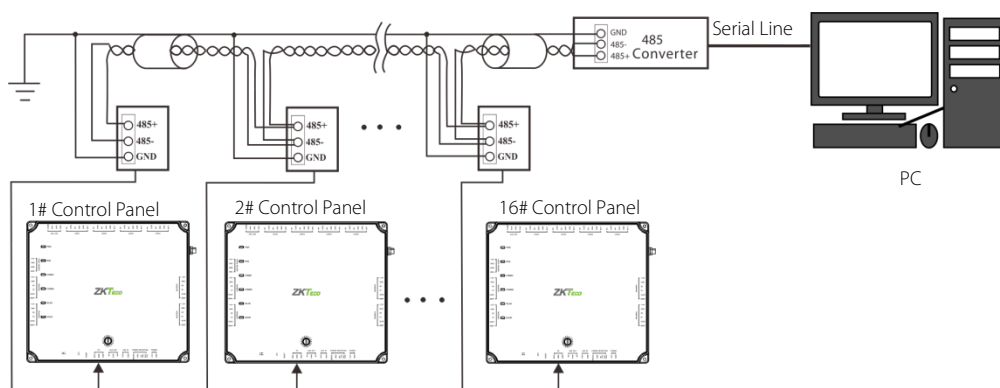 GND
485-
485+
485
Converter
Serial Line
485+
485-
GND
485+
485-
GND
485+
485-
GND
PC
1# Control Panel
2# Control Panel
16# Control Panel
ZKTeco
ZKTeco
ZKTeco